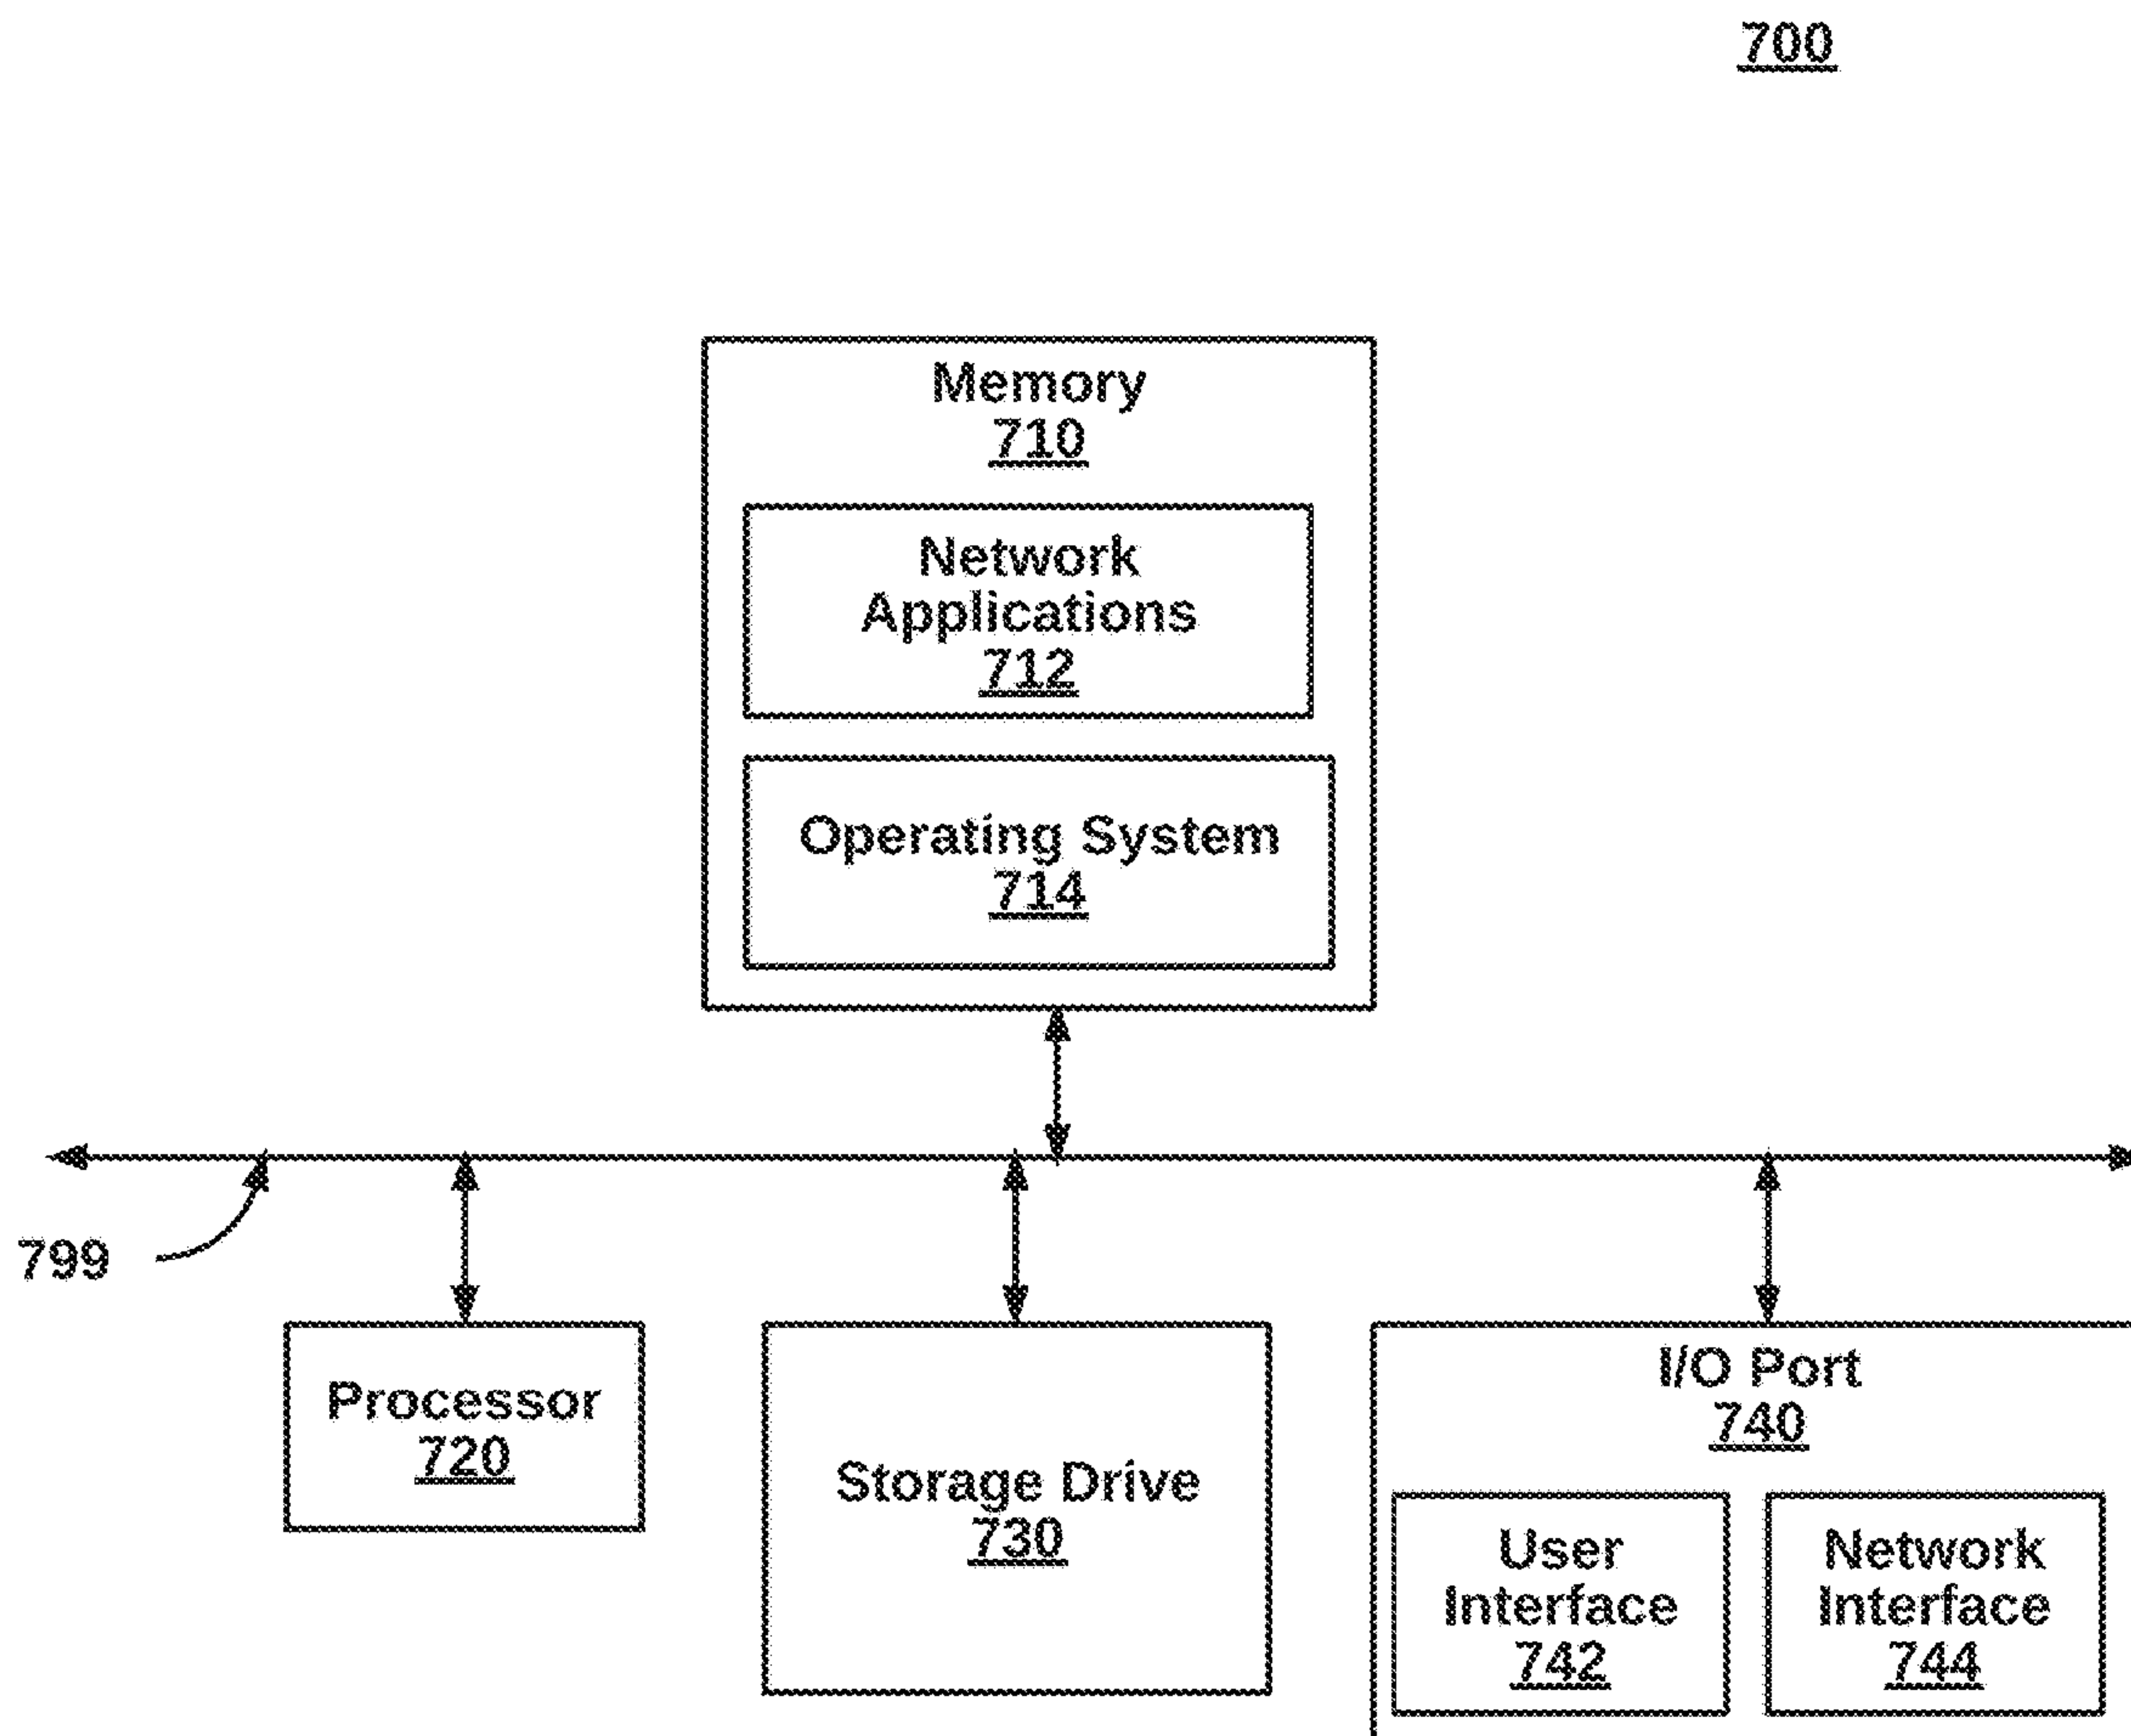 700
Memory
710
Network
Applications
712
Operating System
714
799
Processor
720
Storage Drive
730
I/O Port
740
User
Interface
742
Network
Interface
744